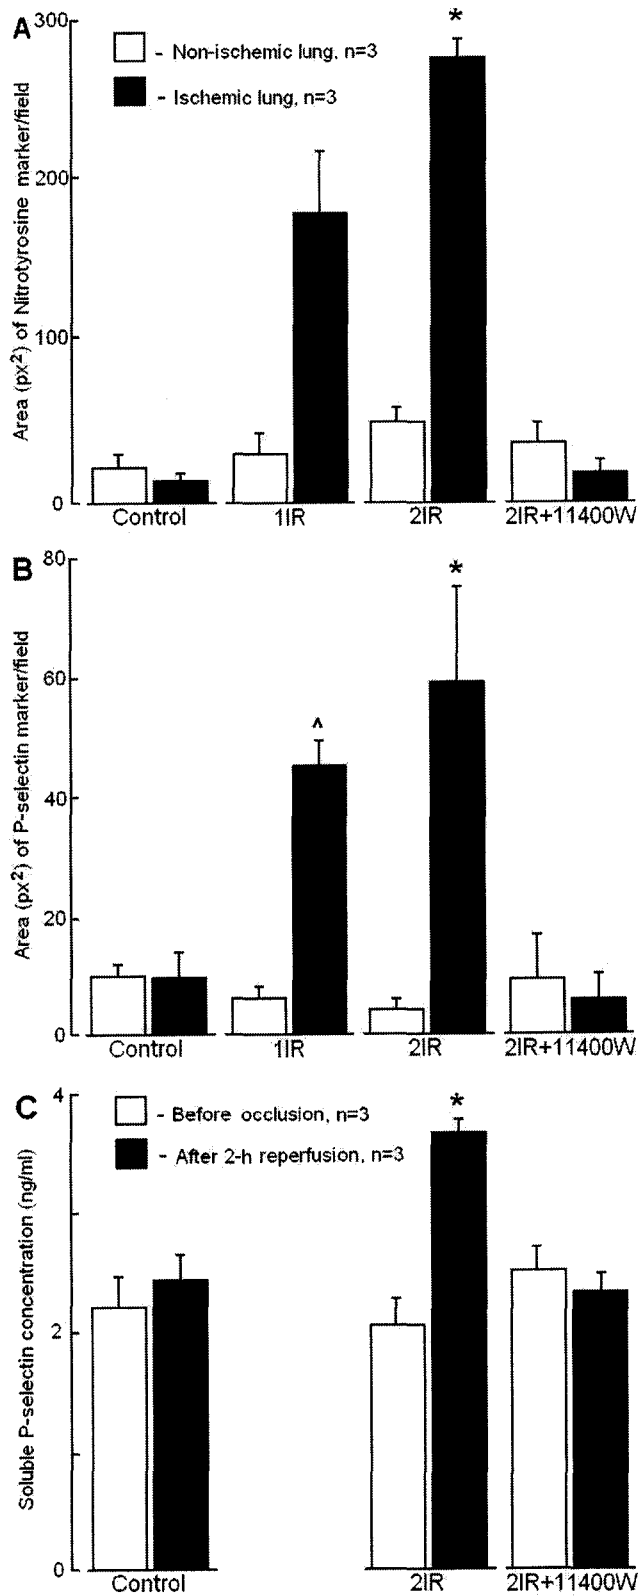 A
Area (px²) of Nitrotyrosine marker/field
300
200
100
0
- Non-ischemic lung, n=3
- Ischemic lung, n=3
*
Control 1IR 2IR 2IR+11400W
B
Area (px²) of P-selectin marker/field
80
60
40
20
0
^
*
Control 1IR 2IR 2IR+11400W
C
Soluble P-selectin concentration (ng/ml)
4
2
0
- Before occlusion, n=3
- After 2-h reperfusion, n=3
*
Control 2IR 2IR+11400W